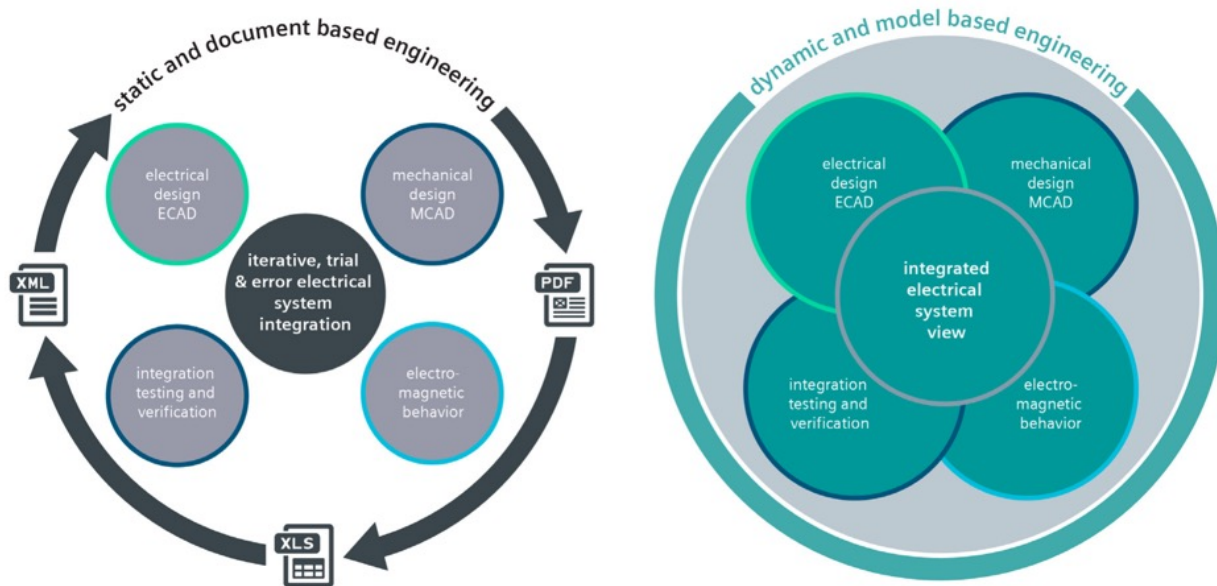 static and document based engineering
electrical
design
ECAD
mechanical
design
MCAD
iterative, trial
& error electrical
system
integration
XML
PDF
integration
testing and
verification
electro-
magnetic
behavior
XLS
dynamic and model based engineering
electrical
design
ECAD
mechanical
design
MCAD
integrated
electrical
system
view
integration
testing and
verification
electro-
magnetic
behavior